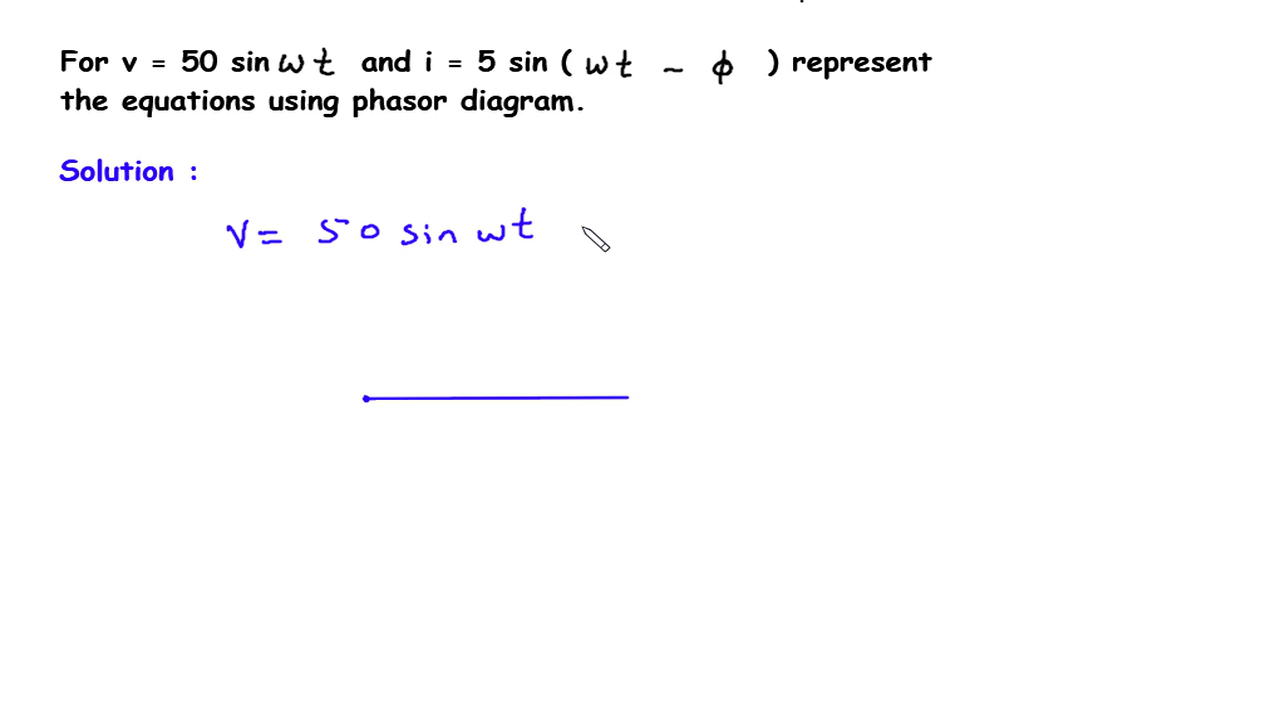 For v = 50 sin ωt and i = 5 sin ( ωt - ϕ ) represent
the equations using phasor diagram.
Solution :
V = 50 sin ωt